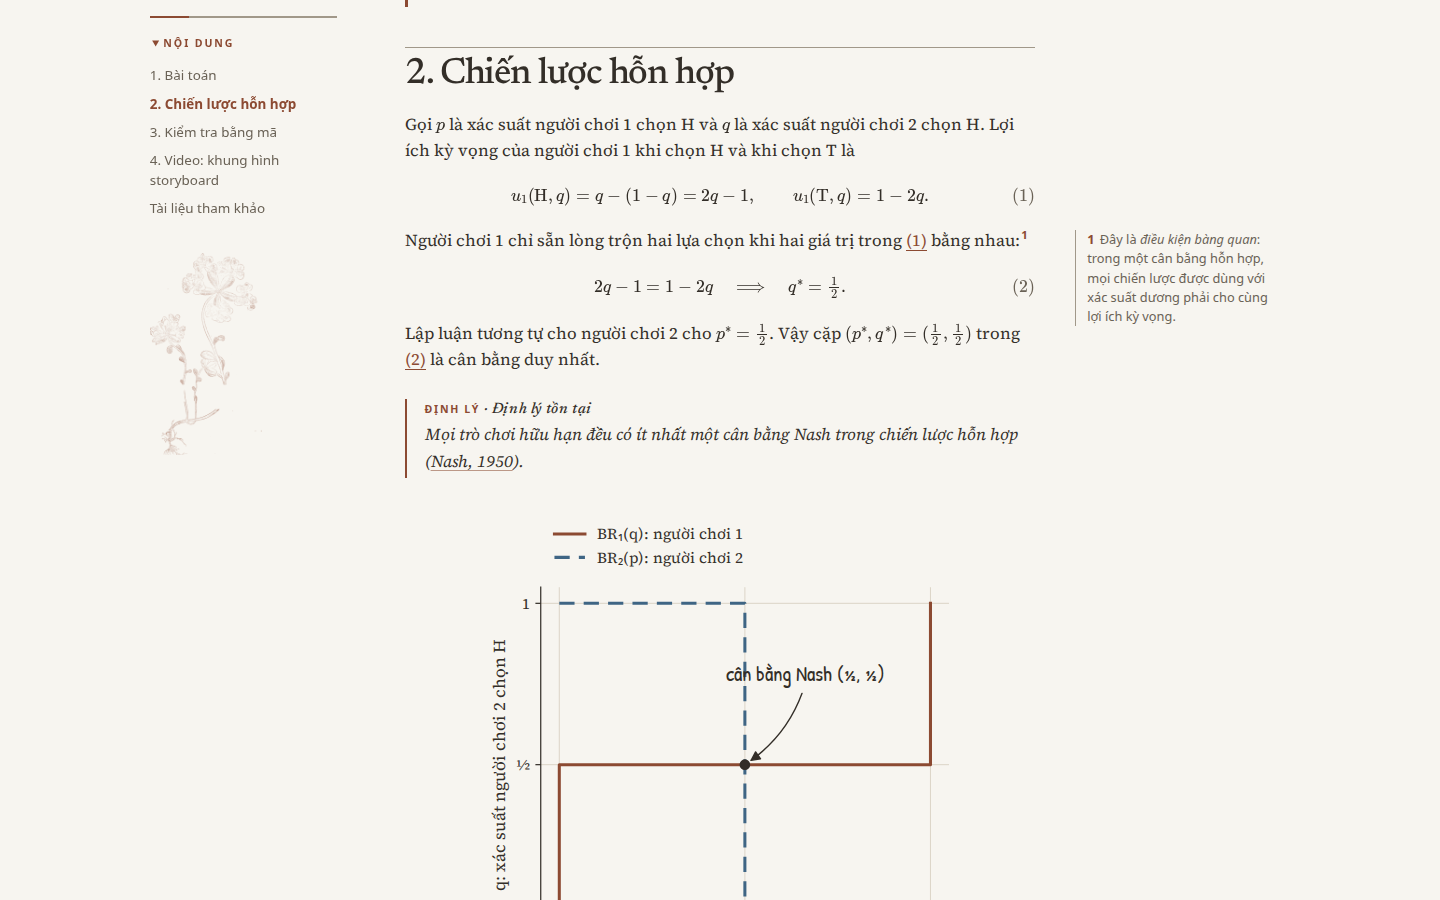 ▼ NỘI DUNG
1. Bài toán
2. Chiến lược hỗn hợp
3. Kiểm tra bằng mã
4. Video: khung hình
storyboard
Tài liệu tham khảo
2. Chiến lược hỗn hợp
Gọi p là xác suất người chơi 1 chọn H và q là xác suất người chơi 2 chọn H. Lợi
ích kỳ vọng của người chơi 1 khi chọn H và khi chọn T là
u₁(H, q) = q − (1 − q) = 2q − 1, u₁(T, q) = 1 − 2q. (1)
Người chơi 1 chỉ sẵn lòng trộn hai lựa chọn khi hai giá trị trong (1) bằng nhau:¹
2q − 1 = 1 − 2q ⟹ q* = ½. (2)
Lập luận tương tự cho người chơi 2 cho p* = ½. Vậy cặp (p*, q*) = (½, ½) trong
(2) là cân bằng duy nhất.
1 Đây là điều kiện bàng quan:
trong một cân bằng hỗn hợp,
mọi chiến lược được dùng với
xác suất dương phải cho cùng
lợi ích kỳ vọng.
ĐỊNH LÝ · Định lý tồn tại
Mọi trò chơi hữu hạn đều có ít nhất một cân bằng Nash trong chiến lược hỗn hợp
(Nash, 1950).
BR₁(q): người chơi 1
BR₂(p): người chơi 2
1
cân bằng Nash (½, ½)
½
q: xác suất người chơi 2 chọn H